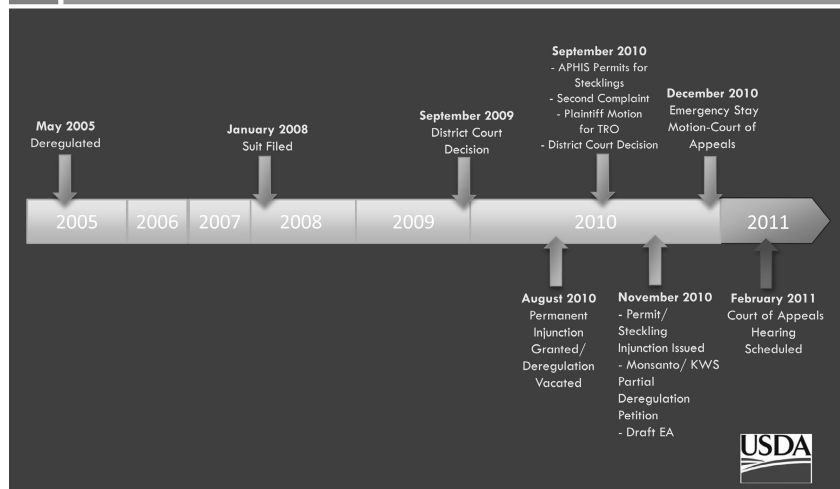 September 2010
- APHIS Permits for
Stecklings
- Second Complaint
- Plaintiff Motion
for TRO
- District Court Decision
December 2010
Emergency Stay
Motion-Court of
Appeals
September 2009
District Court
Decision
May 2005
Deregulated
January 2008
Suit Filed
2005 2006 2007 2008 2009 2010 2011
August 2010
Permanent
Injunction
Granted/
Deregulation
Vacated
November 2010
- Permit/
Steckling
Injunction Issued
- Monsanto/ KWS
Partial
Deregulation
Petition
- Draft EA
February 2011
Court of Appeals
Hearing
Scheduled
USDA